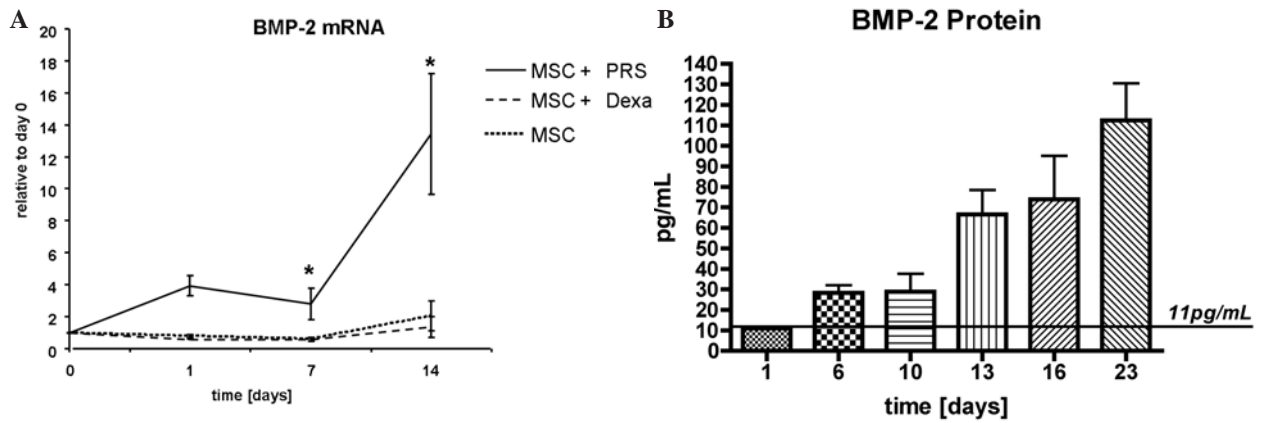 A
BMP-2 mRNA
relative to day 0
20
18
16
14
12
10
8
6
4
2
0
*
*
0 1 7 14
time [days]
MSC + PRS
MSC + Dexa
MSC
B
BMP-2 Protein
pg/mL
140
130
120
110
100
90
80
70
60
50
40
30
20
10
0
11pg/mL
1 6 10 13 16 23
time [days]